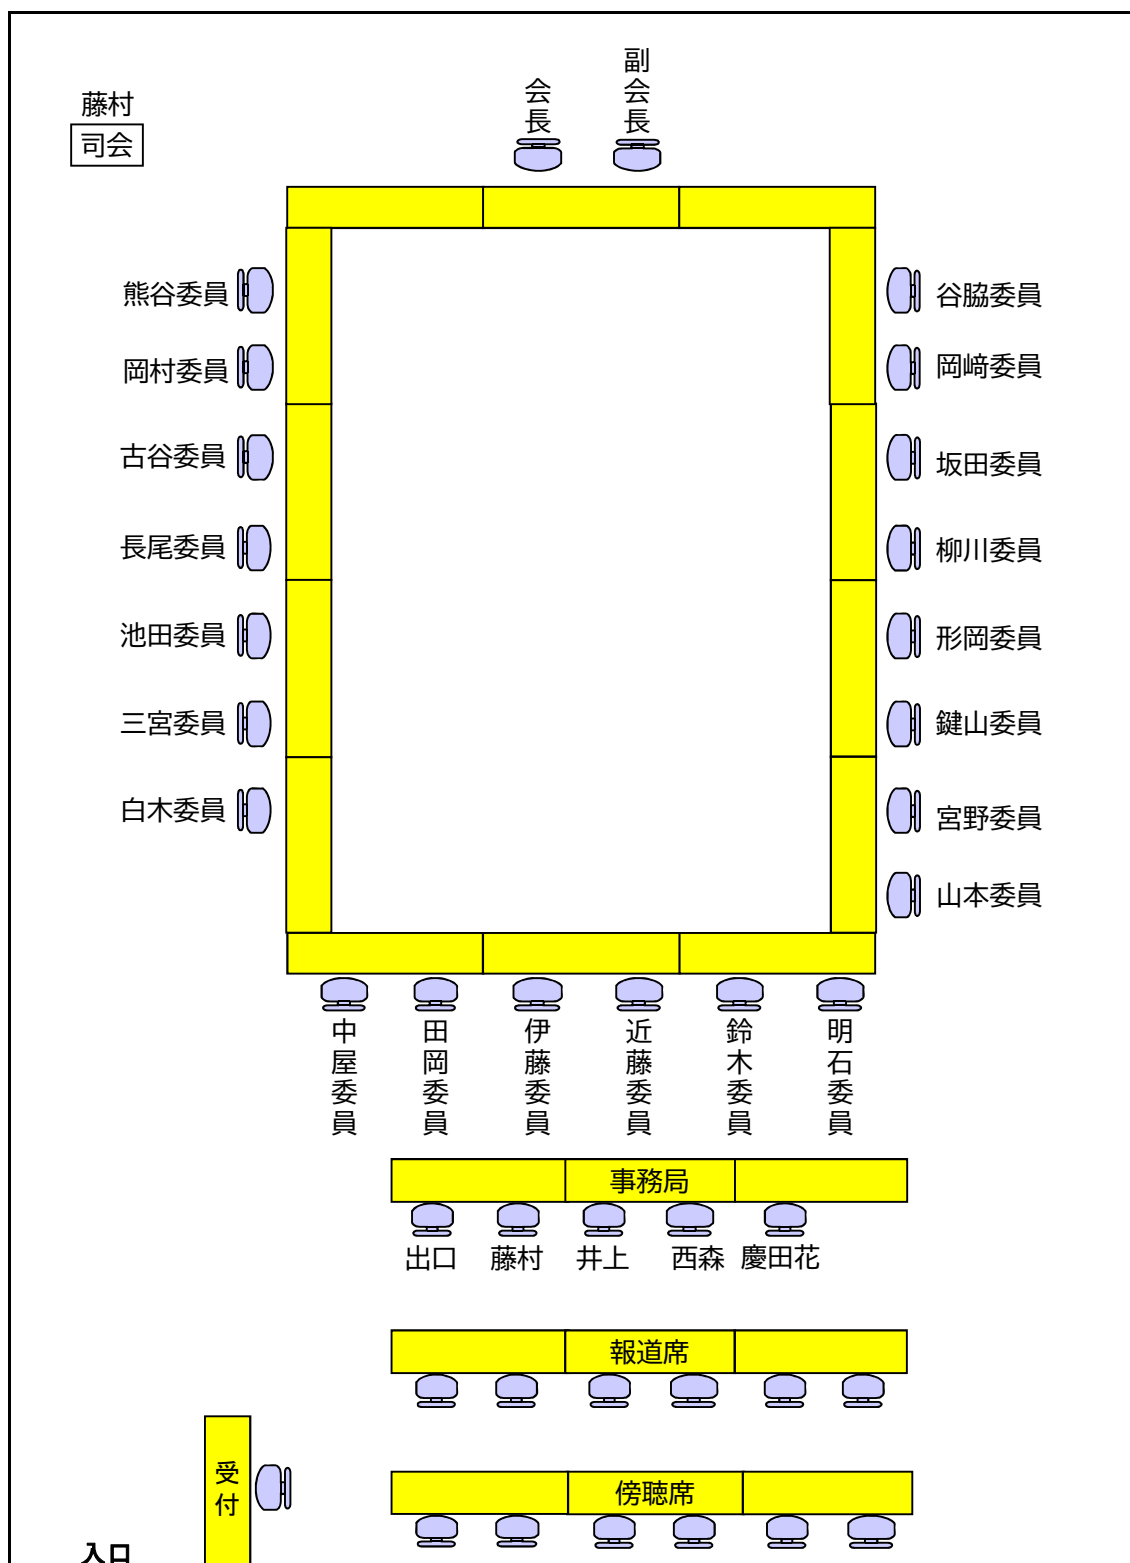 藤村
司会
会長
副会長
熊谷委員
谷脇委員
岡村委員
岡﨑委員
古谷委員
坂田委員
長尾委員
柳川委員
池田委員
形岡委員
三宮委員
鍵山委員
白木委員
宮野委員
山本委員
中屋委員
田岡委員
伊藤委員
近藤委員
鈴木委員
明石委員
事務局
出口
藤村
井上
西森
慶田花
報道席
受付
傍聴席
入口